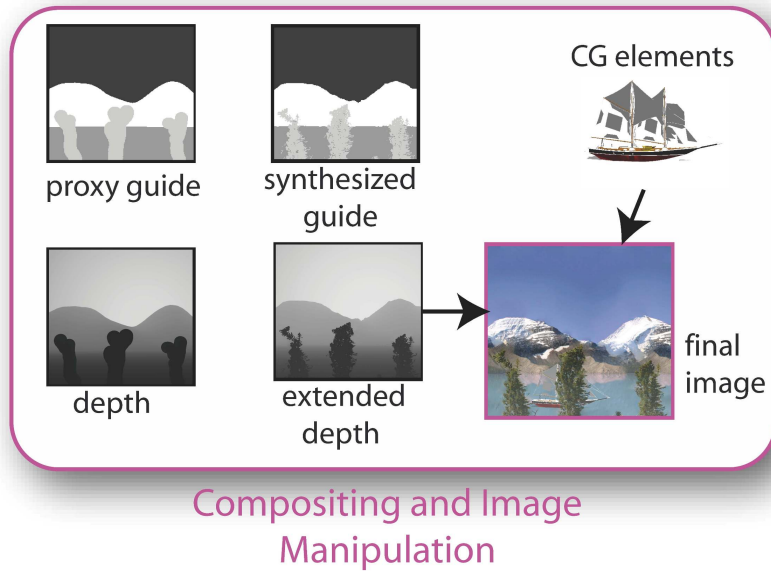 CG elements
proxy guide
synthesized
guide
depth
extended
depth
final
image
Compositing and Image
Manipulation